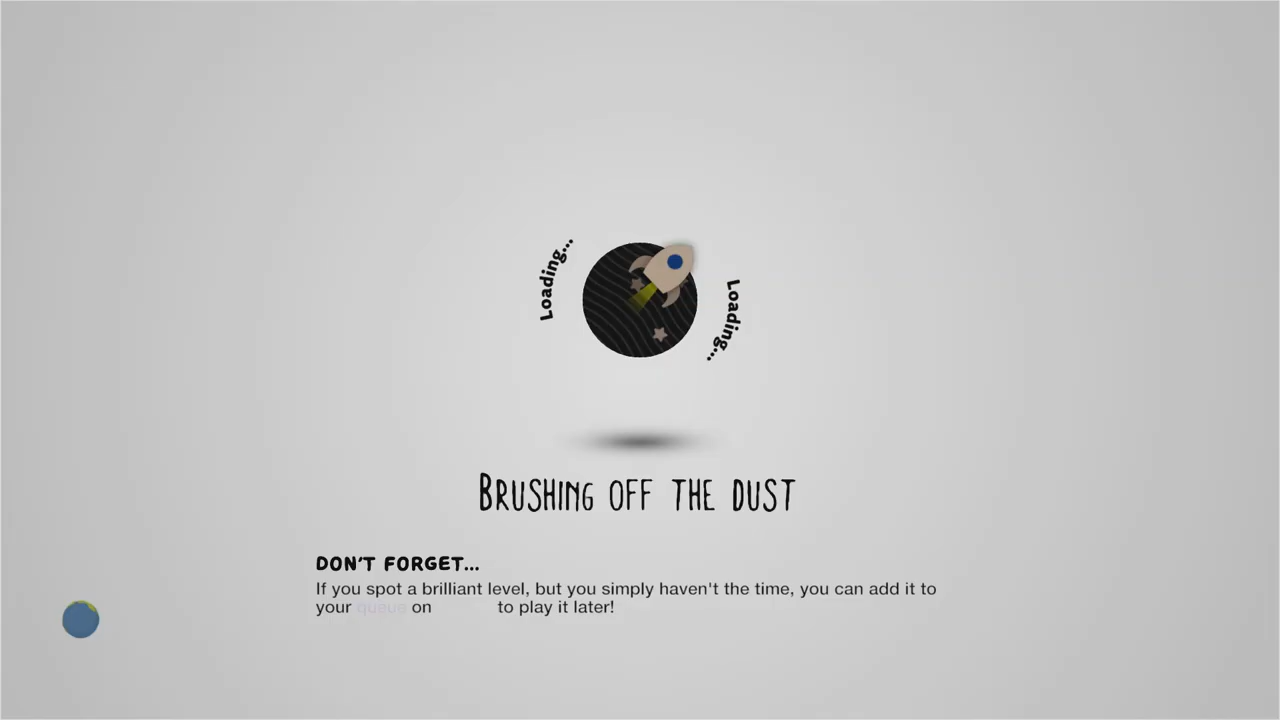 Loading...
Loading...
BRUSHING OFF THE DUST
DON'T FORGET...
If you spot a brilliant level, but you simply haven't the time, you can add it to
your queue on to play it later!